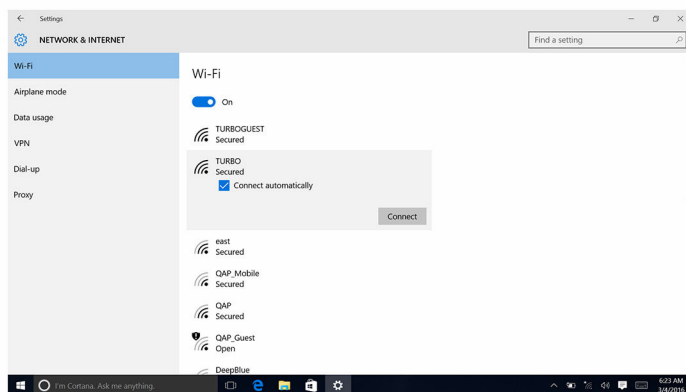 Settings
NETWORK & INTERNET
Find a setting
Wi-Fi
Airplane mode
Data usage
VPN
Dial-up
Proxy
Wi-Fi
On
TURBOGUEST
Secured
TURBO
Secured
Connect automatically
Connect
east
Secured
QAP_Mobile
Secured
QAP
Secured
QAP_Guest
Open
DeepBlue
I'm Cortana. Ask me anything.
6:23 AM
3/4/2016